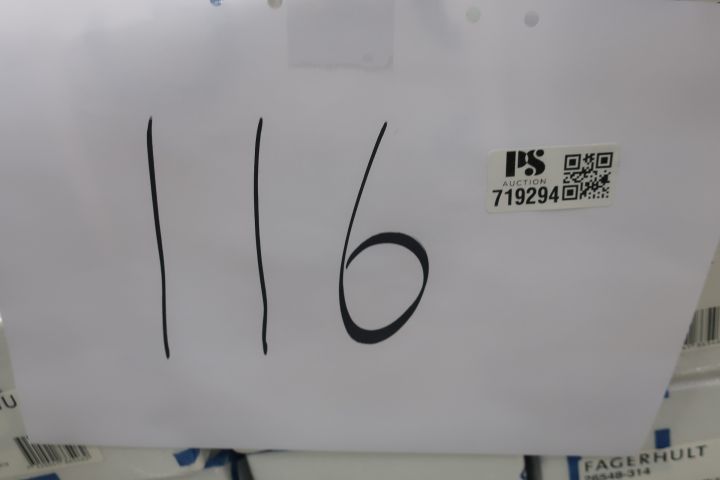 116
PS
AUCTION
719294
FAGERHULT
26548-314